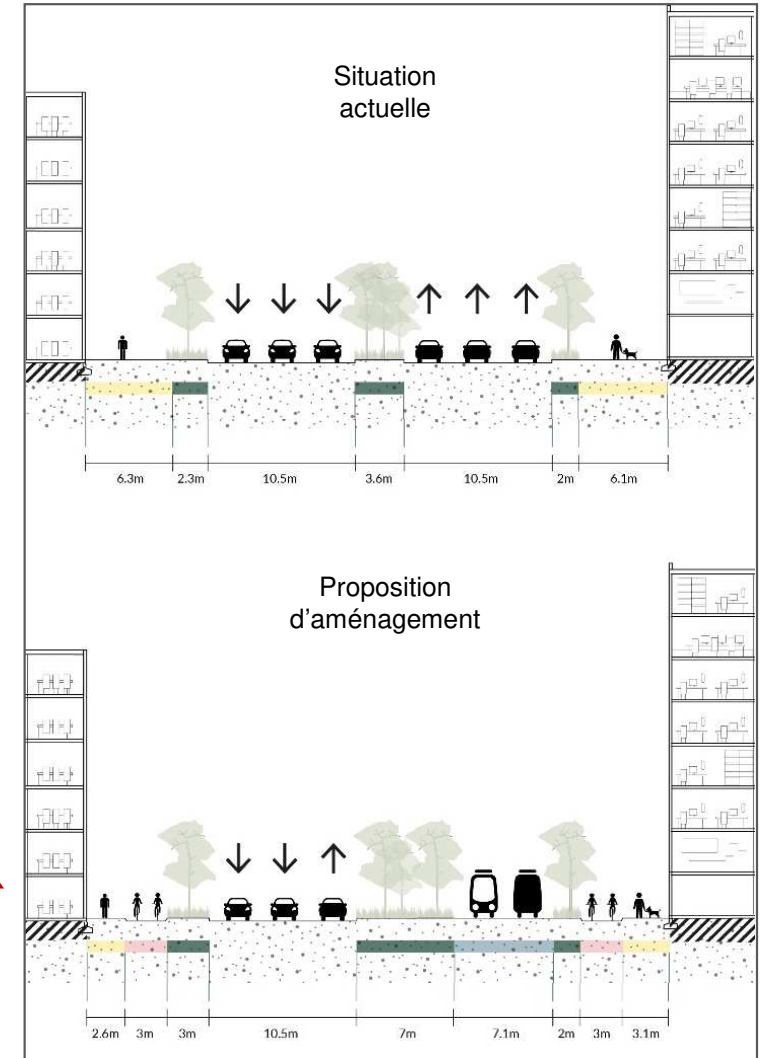 Situation
actuelle
6.3m 2.3m 10.5m 3.6m 10.5m 2m 6.1m
Proposition
d'aménagement
2.6m 3m 3m 10.5m 7m 7.1m 2m 3m 3.1m